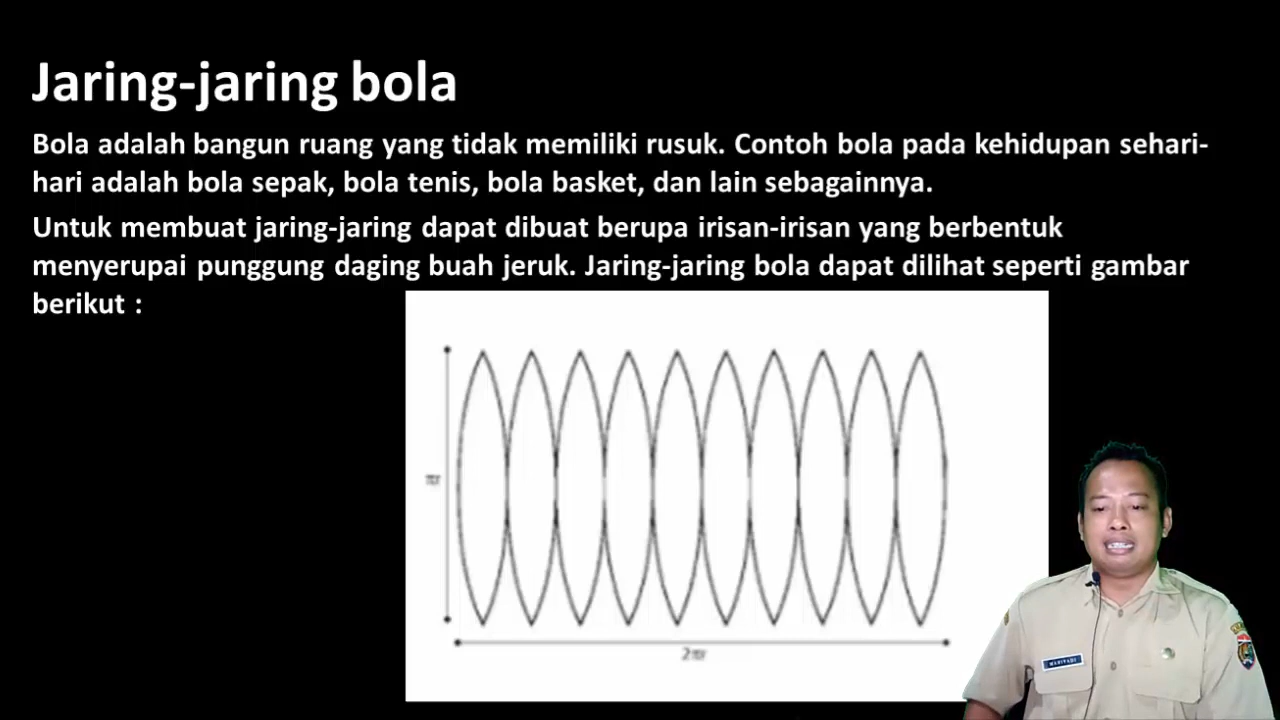 Jaring-jaring bola
Bola adalah bangun ruang yang tidak memiliki rusuk. Contoh bola pada kehidupan sehari-
hari adalah bola sepak, bola tenis, bola basket, dan lain sebagainnya.
Untuk membuat jaring-jaring dapat dibuat berupa irisan-irisan yang berbentuk
menyerupai punggung daging buah jeruk. Jaring-jaring bola dapat dilihat seperti gambar
berikut :
πr
2πr